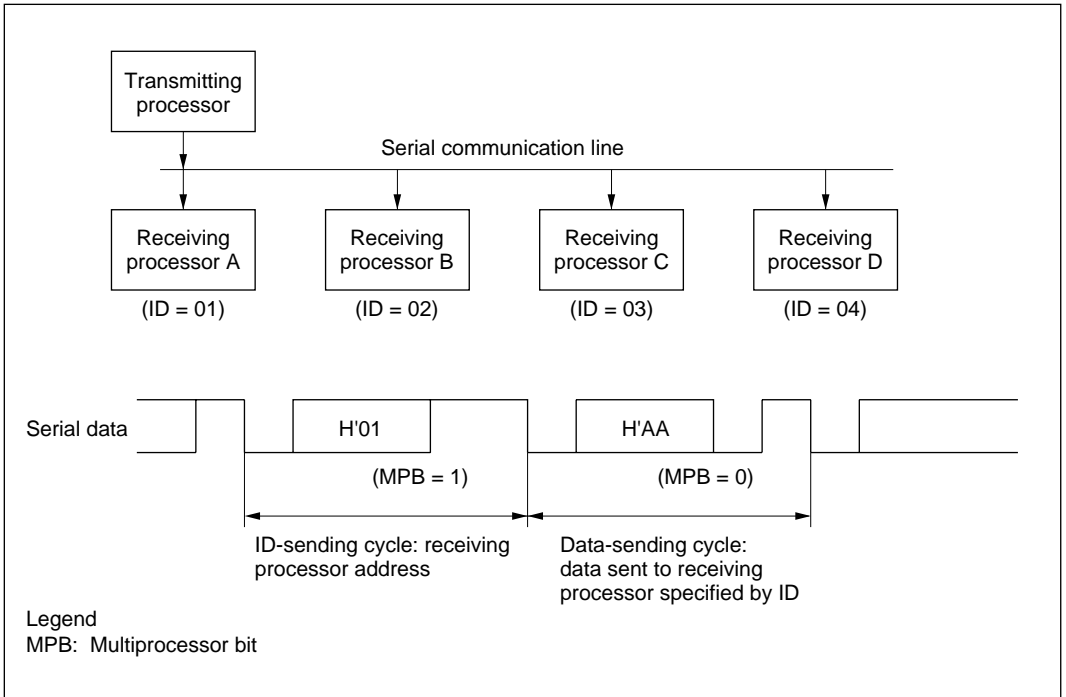 Transmitting
processor
Serial communication line
Receiving
processor A
Receiving
processor B
Receiving
processor C
Receiving
processor D
(ID = 01)
(ID = 02)
(ID = 03)
(ID = 04)
Serial data
H'01
H'AA
(MPB = 1)
(MPB = 0)
ID-sending cycle: receiving
processor address
Data-sending cycle:
data sent to receiving
processor specified by ID
Legend
MPB: Multiprocessor bit